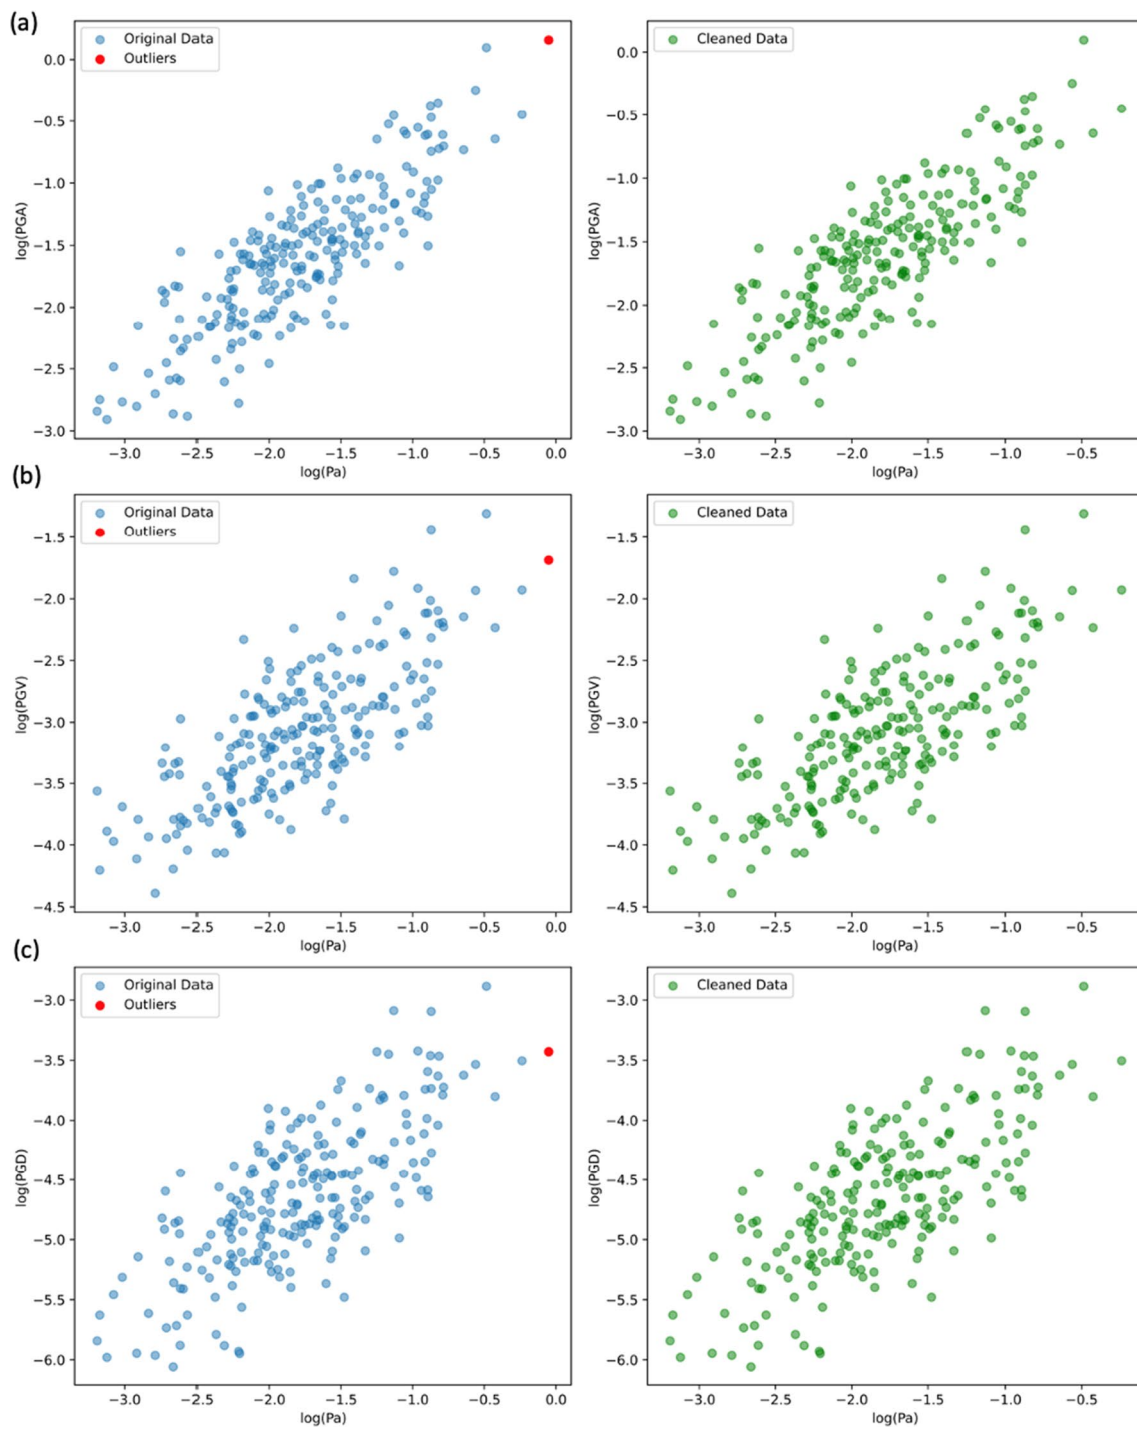 (a)
Original Data
Outliers
0.0
−0.5
−1.0
−1.5
−2.0
−2.5
−3.0
log(PGA)
−3.0 −2.5 −2.0 −1.5 −1.0 −0.5 0.0
log(Pa)
Cleaned Data
0.0
−0.5
−1.0
−1.5
−2.0
−2.5
−3.0
log(PGA)
−3.0 −2.5 −2.0 −1.5 −1.0 −0.5
log(Pa)
(b)
Original Data
Outliers
−1.5
−2.0
−2.5
−3.0
−3.5
−4.0
−4.5
log(PGV)
−3.0 −2.5 −2.0 −1.5 −1.0 −0.5 0.0
log(Pa)
Cleaned Data
−1.5
−2.0
−2.5
−3.0
−3.5
−4.0
−4.5
log(PGV)
−3.0 −2.5 −2.0 −1.5 −1.0 −0.5
log(Pa)
(c)
Original Data
Outliers
−3.0
−3.5
−4.0
−4.5
−5.0
−5.5
−6.0
log(PGD)
−3.0 −2.5 −2.0 −1.5 −1.0 −0.5 0.0
log(Pa)
Cleaned Data
−3.0
−3.5
−4.0
−4.5
−5.0
−5.5
−6.0
log(PGD)
−3.0 −2.5 −2.0 −1.5 −1.0 −0.5
log(Pa)